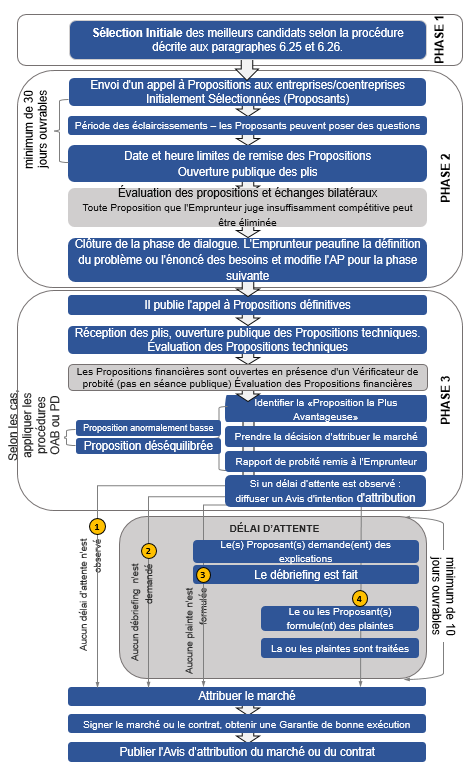 Sélection Initiale des meilleurs candidats selon la procédure
décrite aux paragraphes 6.25 et 6.26.
PHASE 1
Envoi d'un appel à Propositions aux entreprises/coentreprises
Initialement Sélectionnées (Proposants)
minimum de 30
jours ouvrables
Période des éclaircissements – les Proposants peuvent poser des questions
Date et heure limites de remise des Propositions
Ouverture publique des plis
PHASE 2
Évaluation des propositions et échanges bilatéraux
Toute Proposition que l'Emprunteur juge insuffisamment compétitive peut
être éliminée
Clôture de la phase de dialogue. L'Emprunteur peaufine la définition
du problème ou l'énoncé des besoins et modifie l'AP pour la phase
suivante
Il publie l'appel à Propositions définitives
Réception des plis, ouverture publique des Propositions techniques.
Évaluation des Propositions techniques
Les Propositions financières sont ouvertes en présence d'un Vérificateur de
probité (pas en séance publique) Évaluation des Propositions financières
PHASE 3
Selon les cas,
appliquer les
procédures
OAB ou PD
Proposition anormalement basse
Proposition déséquilibrée
Identifier la «Proposition la Plus
Avantageuse»
Prendre la décision d'attribuer le marché
Rapport de probité remis à l'Emprunteur
Si un délai d'attente est observé :
diffuser un Avis d'intention d'attribution
1
Aucun délai d'attente n'est
observé
DÉLAI D'ATTENTE
2
Aucun débriefing n'est
demandé
Le(s) Proposant(s) demande(ent) des
explications
3
Aucune plainte n'est
formulée
Le débriefing est fait
4
Le ou les Proposant(s)
formule(nt) des plaintes
La ou les plaintes sont traitées
minimum de 10
jours ouvrables
Attribuer le marché
Signer le marché ou le contrat, obtenir une Garantie de bonne exécution
Publier l'Avis d'attribution du marché ou du contrat